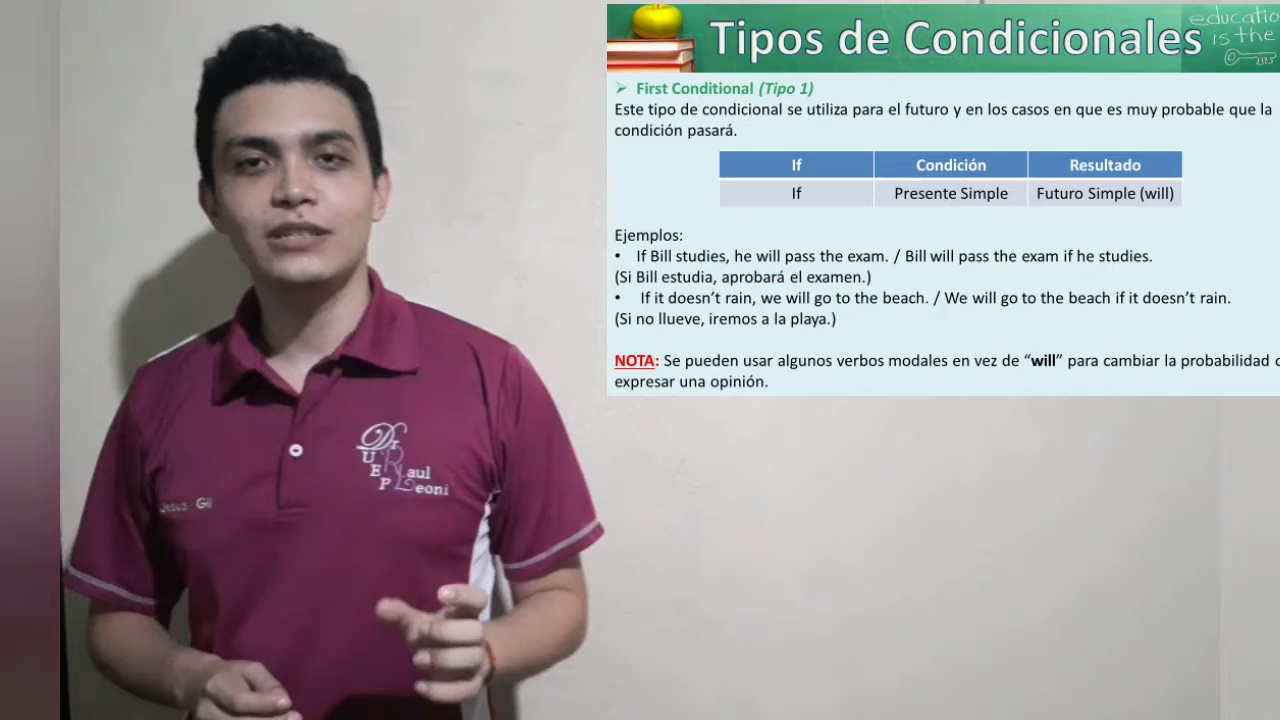 Tipos de Condicionales
educatio
is the
First Conditional (Tipo 1)
Este tipo de condicional se utiliza para el futuro y en los casos en que es muy probable que la
condición pasará.
If Condición Resultado
If Presente Simple Futuro Simple (will)
Ejemplos:
• If Bill studies, he will pass the exam. / Bill will pass the exam if he studies.
(Si Bill estudia, aprobará el examen.)
• If it doesn’t rain, we will go to the beach. / We will go to the beach if it doesn’t rain.
(Si no llueve, iremos a la playa.)
NOTA: Se pueden usar algunos verbos modales en vez de “will” para cambiar la probabilidad
expresar una opinión.
Dr
U Raul
E
P Leoni
Jesus Gil